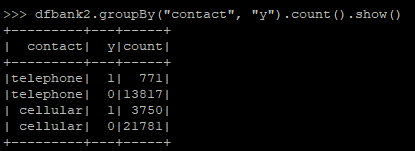 >>> dfbank2.groupBy("contact", "y").count().show()
+---------+---+-----+
|  contact|  y|count|
+---------+---+-----+
|telephone|  1|  771|
|telephone|  0|13817|
| cellular|  1| 3750|
| cellular|  0|21781|
+---------+---+-----+